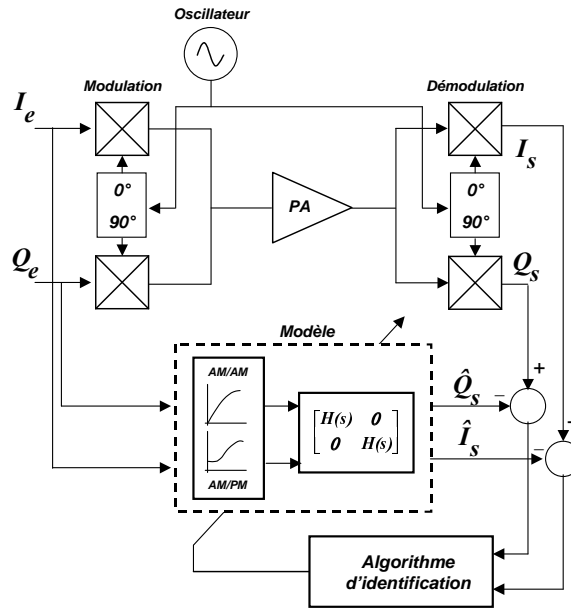 Oscillateur
Modulation
Démodulation
I_e
I_s
0°
90°
PA
0°
90°
Q_e
Q_s
Modèle
+
AM/AM
Q̂_s
−
H(s) 0
0 H(s)
+
Î_s
−
AM/PM
Algorithme
d'identification